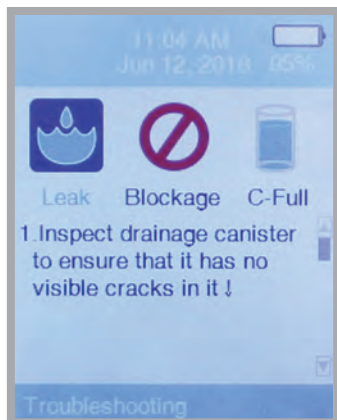 11:04 AM
Jun 12, 2018 95%
Leak Blockage C-Full
1.Inspect drainage canister
to ensure that it has no
visible cracks in it !
Troubleshooting